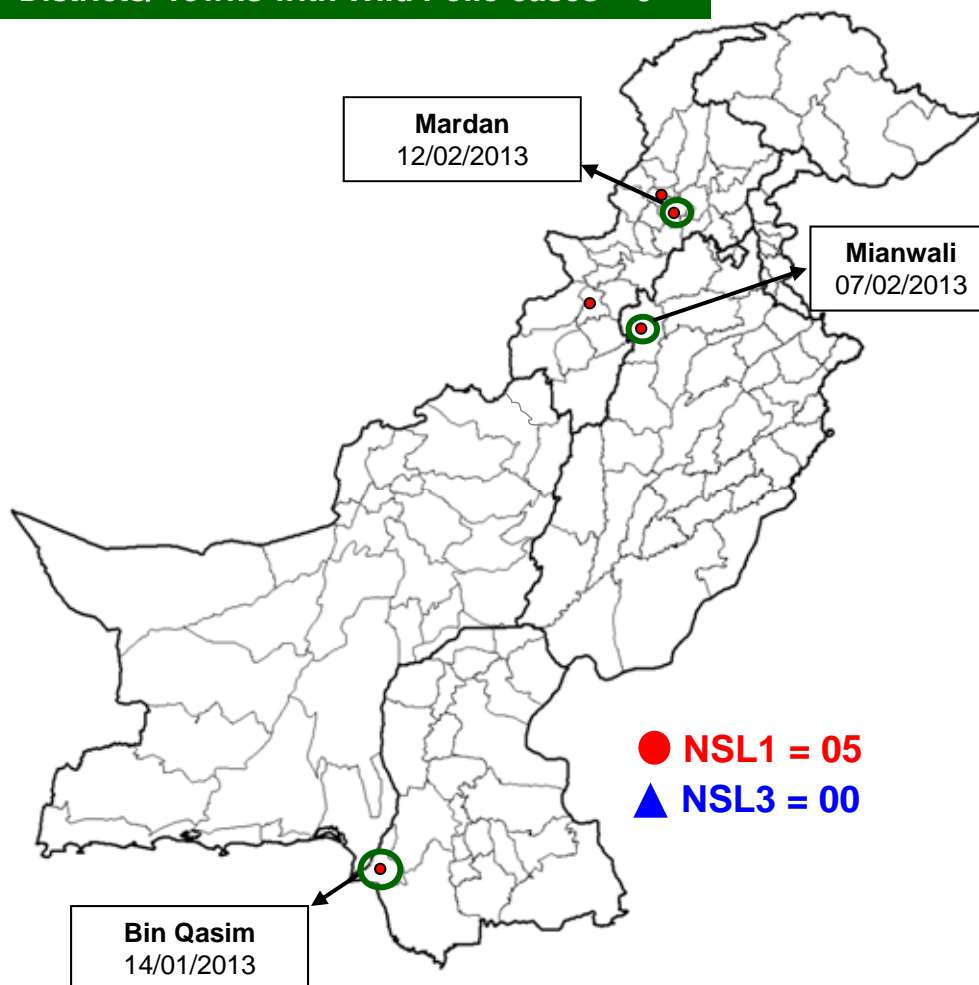 Mardan
12/02/2013
Mianwali
07/02/2013
NSL1 = 05
NSL3 = 00
Bin Qasim
14/01/2013